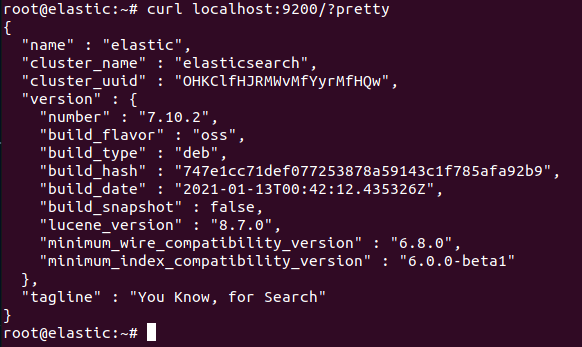 root@elastic:~# curl localhost:9200/?pretty
{
  "name" : "elastic",
  "cluster_name" : "elasticsearch",
  "cluster_uuid" : "OHKClfHJRMWvMfYyrMfHQw",
  "version" : {
    "number" : "7.10.2",
    "build_flavor" : "oss",
    "build_type" : "deb",
    "build_hash" : "747e1cc71def077253878a59143c1f785afa92b9",
    "build_date" : "2021-01-13T00:42:12.435326Z",
    "build_snapshot" : false,
    "lucene_version" : "8.7.0",
    "minimum_wire_compatibility_version" : "6.8.0",
    "minimum_index_compatibility_version" : "6.0.0-beta1"
  },
  "tagline" : "You Know, for Search"
}
root@elastic:~#